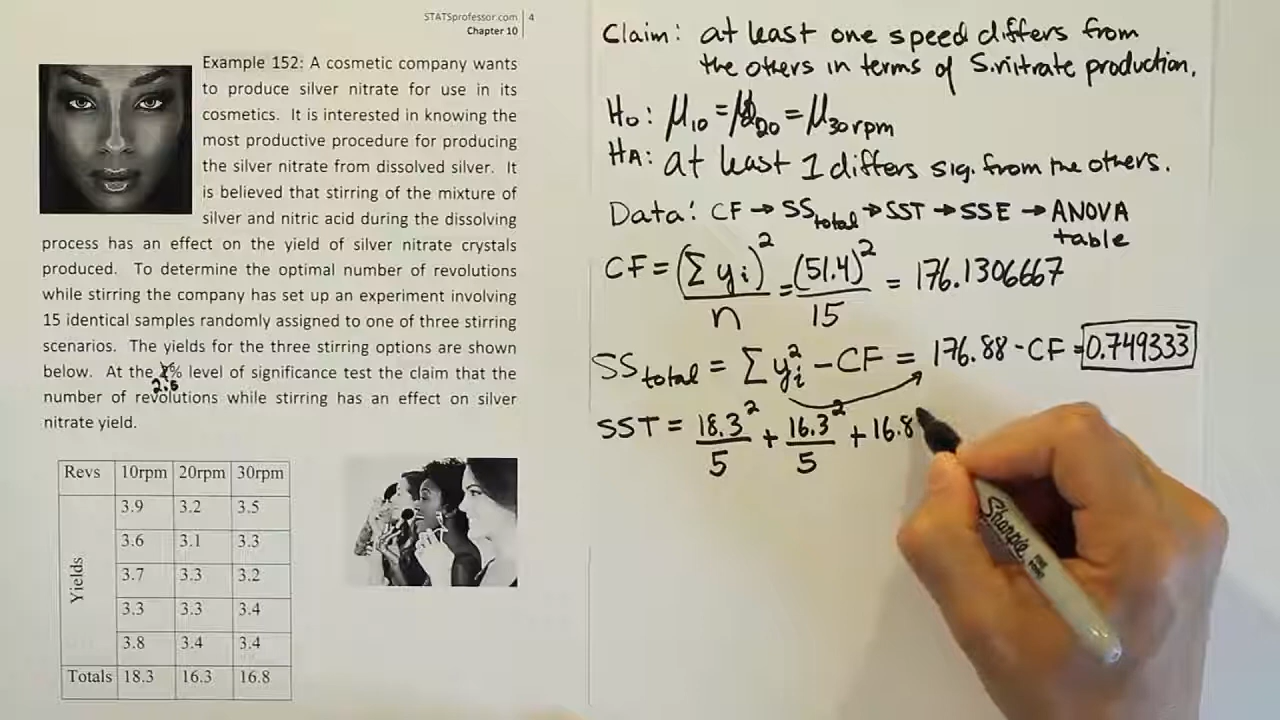 STATSprofessor.com 4
Chapter 10
Example 152: A cosmetic company wants
to produce silver nitrate for use in its
cosmetics. It is interested in knowing the
most productive procedure for producing
the silver nitrate from dissolved silver. It
is believed that stirring of the mixture of
silver and nitric acid during the dissolving
process has an effect on the yield of silver nitrate crystals
produced. To determine the optimal number of revolutions
while stirring the company has set up an experiment involving
15 identical samples randomly assigned to one of three stirring
scenarios. The yields for the three stirring options are shown
below. At the % level of significance test the claim that the
2.5
number of revolutions while stirring has an effect on silver
nitrate yield.
Revs 10rpm 20rpm 30rpm
Yields
3.9 3.2 3.5
3.6 3.1 3.3
3.7 3.3 3.2
3.3 3.3 3.4
3.8 3.4 3.4
Totals 18.3 16.3 16.8
Claim: at least one speed differs from
the others in terms of S.nitrate production.
H0: μ10 = μ20 = μ30rpm
HA: at least 1 differs sig. from the others.
Data: CF → SStotal → SST → SSE → ANOVA
table
CF = (Σ yi)² / n = (51.4)² / 15 = 176.1306667
SStotal = Σ yi² - CF = 176.88 - CF = 0.749333̅
SST = 18.3² / 5 + 16.3² / 5 + 16.8
Sharpie